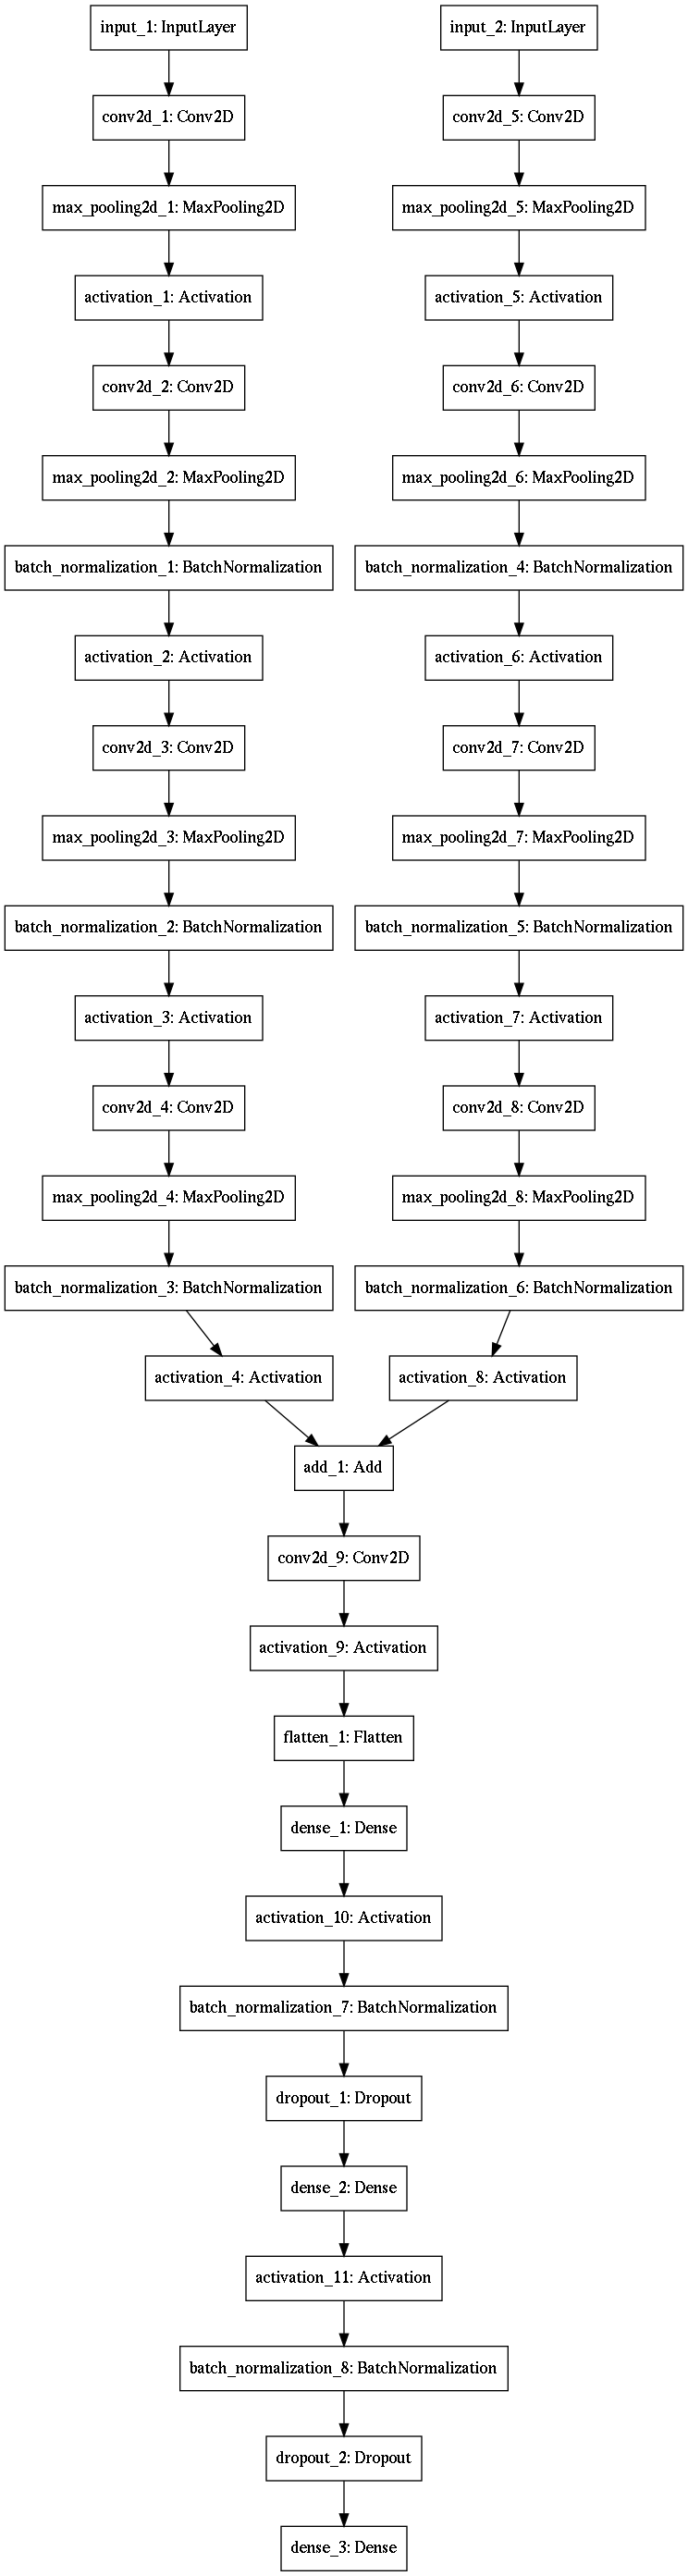 input_1: InputLayer
input_2: InputLayer
conv2d_1: Conv2D
conv2d_5: Conv2D
max_pooling2d_1: MaxPooling2D
max_pooling2d_5: MaxPooling2D
activation_1: Activation
activation_5: Activation
conv2d_2: Conv2D
conv2d_6: Conv2D
max_pooling2d_2: MaxPooling2D
max_pooling2d_6: MaxPooling2D
batch_normalization_1: BatchNormalization
batch_normalization_4: BatchNormalization
activation_2: Activation
activation_6: Activation
conv2d_3: Conv2D
conv2d_7: Conv2D
max_pooling2d_3: MaxPooling2D
max_pooling2d_7: MaxPooling2D
batch_normalization_2: BatchNormalization
batch_normalization_5: BatchNormalization
activation_3: Activation
activation_7: Activation
conv2d_4: Conv2D
conv2d_8: Conv2D
max_pooling2d_4: MaxPooling2D
max_pooling2d_8: MaxPooling2D
batch_normalization_3: BatchNormalization
batch_normalization_6: BatchNormalization
activation_4: Activation
activation_8: Activation
add_1: Add
conv2d_9: Conv2D
activation_9: Activation
flatten_1: Flatten
dense_1: Dense
activation_10: Activation
batch_normalization_7: BatchNormalization
dropout_1: Dropout
dense_2: Dense
activation_11: Activation
batch_normalization_8: BatchNormalization
dropout_2: Dropout
dense_3: Dense